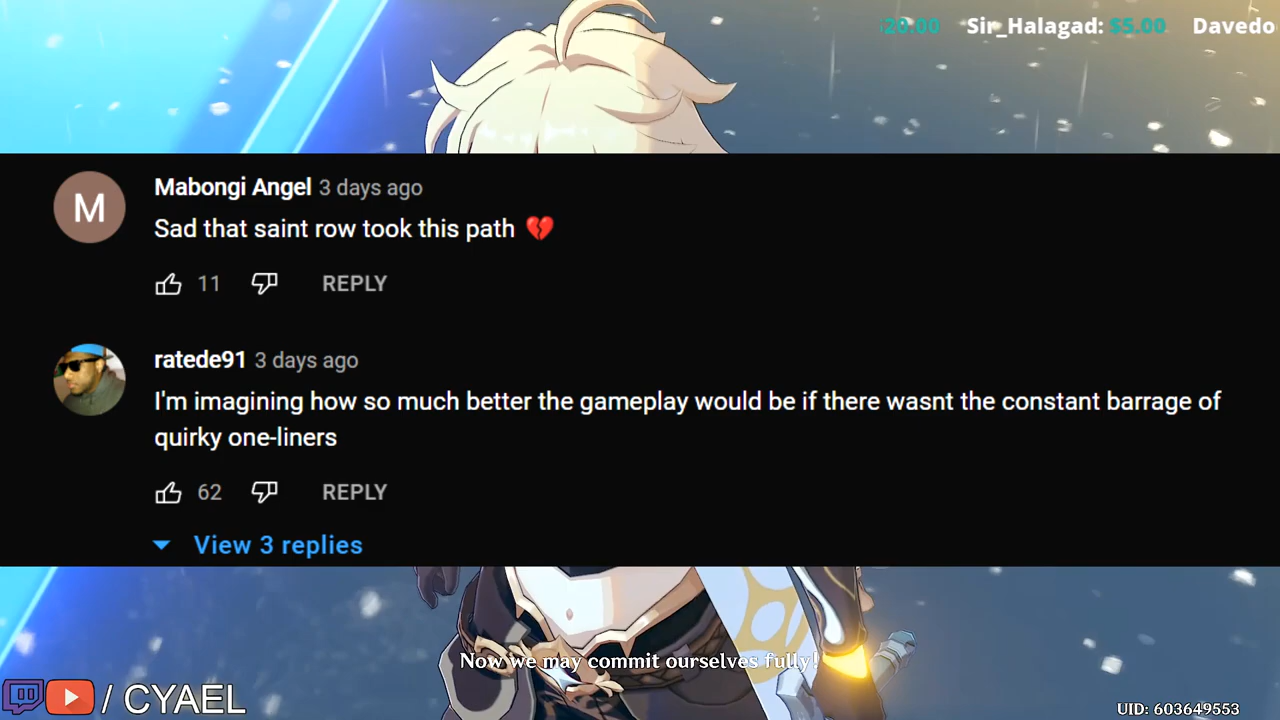 :20.00 Sir_Halagad: $5.00 Davedo
Mabongi Angel 3 days ago
M
Sad that saint row took this path 💔
11 REPLY
ratede91 3 days ago
I'm imagining how so much better the gameplay would be if there wasnt the constant barrage of
quirky one-liners
62 REPLY
View 3 replies
Now we may commit ourselves fully!
/ CYAEL
UID: 603649553